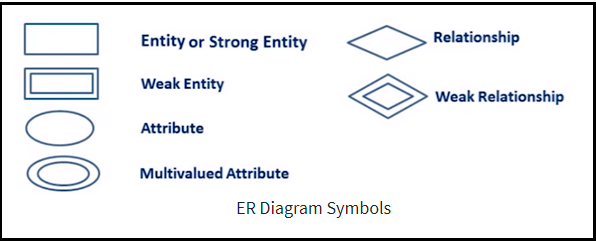 Entity or Strong Entity
Relationship
Weak Entity
Weak Relationship
Attribute
Multivalued Attribute
ER Diagram Symbols